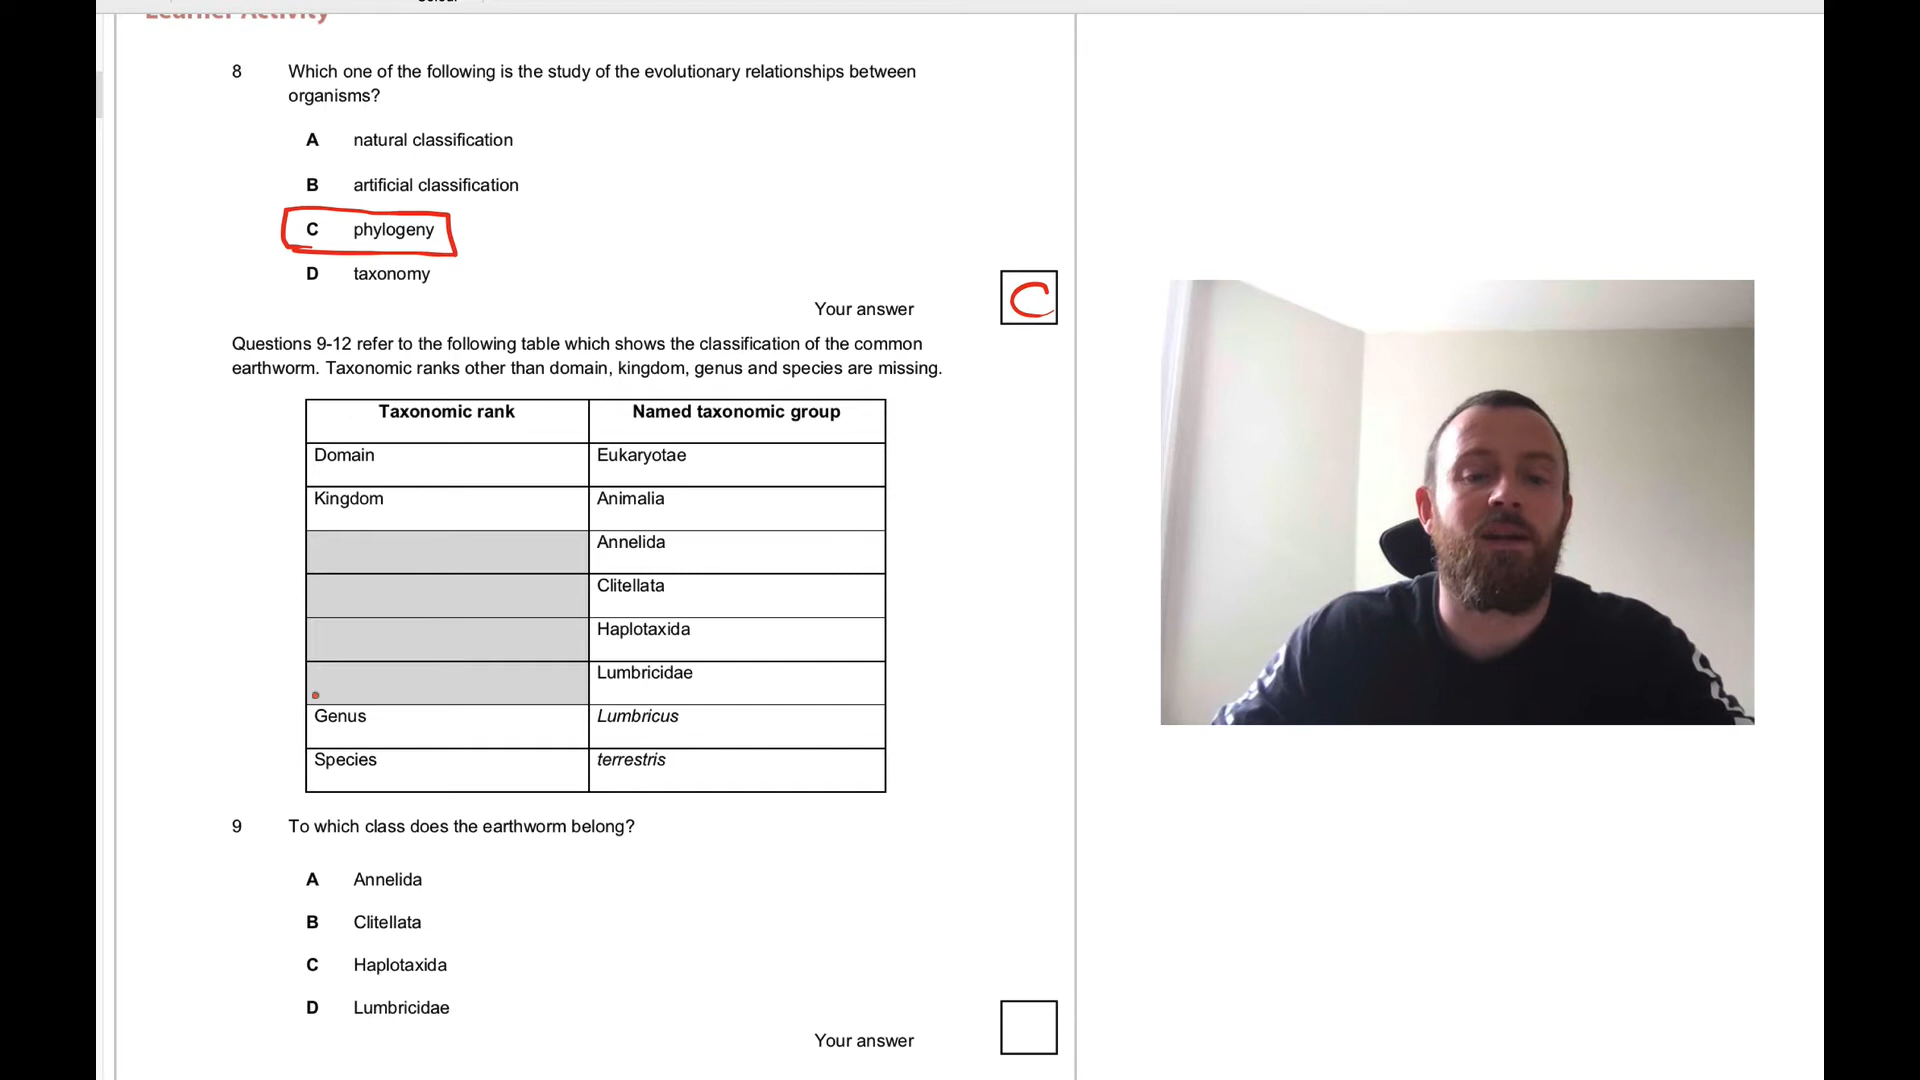 Learner Activity
8 Which one of the following is the study of the evolutionary relationships between
organisms?
A natural classification
B artificial classification
C phylogeny
D taxonomy
Your answer C
Questions 9-12 refer to the following table which shows the classification of the common
earthworm. Taxonomic ranks other than domain, kingdom, genus and species are missing.
Taxonomic rank Named taxonomic group
Domain Eukaryotae
Kingdom Animalia
Annelida
Clitellata
Haplotaxida
Lumbricidae
Genus Lumbricus
Species terrestris
9 To which class does the earthworm belong?
A Annelida
B Clitellata
C Haplotaxida
D Lumbricidae
Your answer